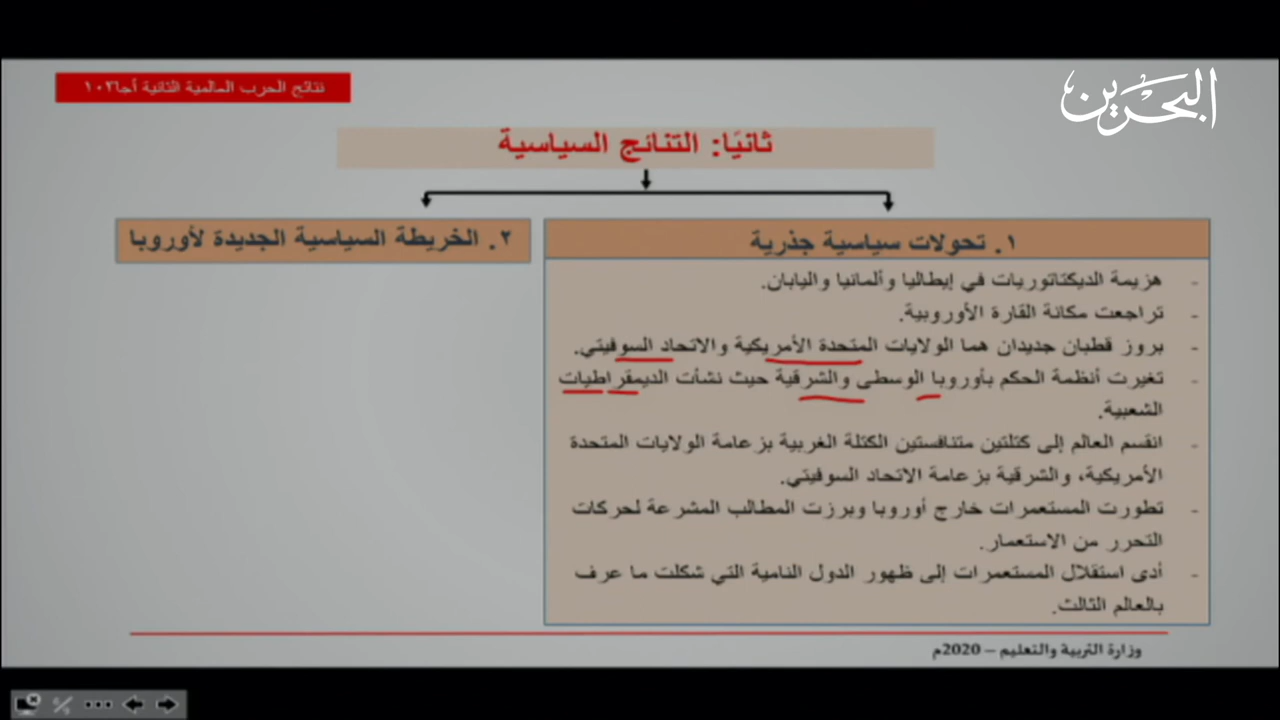 نتائج الحرب العالمية الثانية أجا١٠٢٦
البحرين
ثانيًا: النتائج السياسية
١. تحولات سياسية جذرية
- هزيمة الديكتاتوريات في إيطاليا وألمانيا واليابان.
- تراجعت مكانة القارة الأوروبية.
- بروز قطبان جديدان هما الولايات المتحدة الأمريكية والاتحاد السوفيتي.
- تغيرت أنظمة الحكم بأوروبا الوسطى والشرقية حيث نشأت الديمقراطيات
الشعبية.
- انقسم العالم إلى كتلتين متنافستين الكتلة الغربية بزعامة الولايات المتحدة
الأمريكية، والشرقية بزعامة الاتحاد السوفيتي.
- تطورت المستعمرات خارج أوروبا وبرزت المطالب المشرعة لحركات
التحرر من الاستعمار.
- أدى استقلال المستعمرات إلى ظهور الدول النامية التي شكلت ما عرف
بالعالم الثالث.
٢. الخريطة السياسية الجديدة لأوروبا
وزارة التربية والتعليم – 2020م